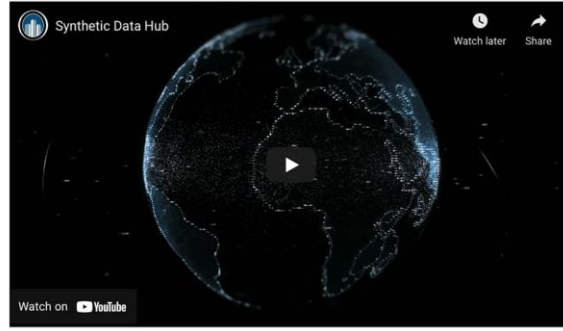 Synthetic Data Hub
Watch later
Share
Watch on YouTube